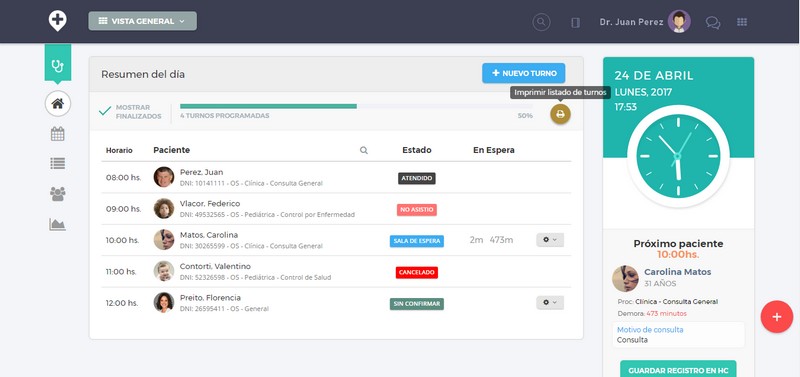 VISTA GENERAL
Dr. Juan Perez
Resumen del día
+ NUEVO TURNO
Imprimir listado de turnos
MOSTRAR
FINALIZADOS
4 TURNOS PROGRAMADAS
50%
Horario Paciente Estado En Espera
08:00 hs. Perez, Juan ATENDIDO
DNI: 10141111 - OS - Clínica - Consulta General
09:00 hs. Vlacor, Federico NO ASISTIO
DNI: 49532565 - OS - Pediátrica - Control por Enfermedad
10:00 hs. Matos, Carolina SALA DE ESPERA 2m 473m
DNI: 30265599 - OS - Clínica - Consulta General
11:00 hs. Contorti, Valentino CANCELADO
DNI: 52326598 - OS - Pediátrica - Control de Salud
12:00 hs. Preito, Florencia SIN CONFIRMAR
DNI: 26595411 - OS - General
24 DE ABRIL
LUNES, 2017
17:53
Próximo paciente
10:00hs.
Carolina Matos
31 AÑOS
Proc: Clínica - Consulta General
Demora: 473 minutos
Motivo de consulta
Consulta
GUARDAR REGISTRO EN HC